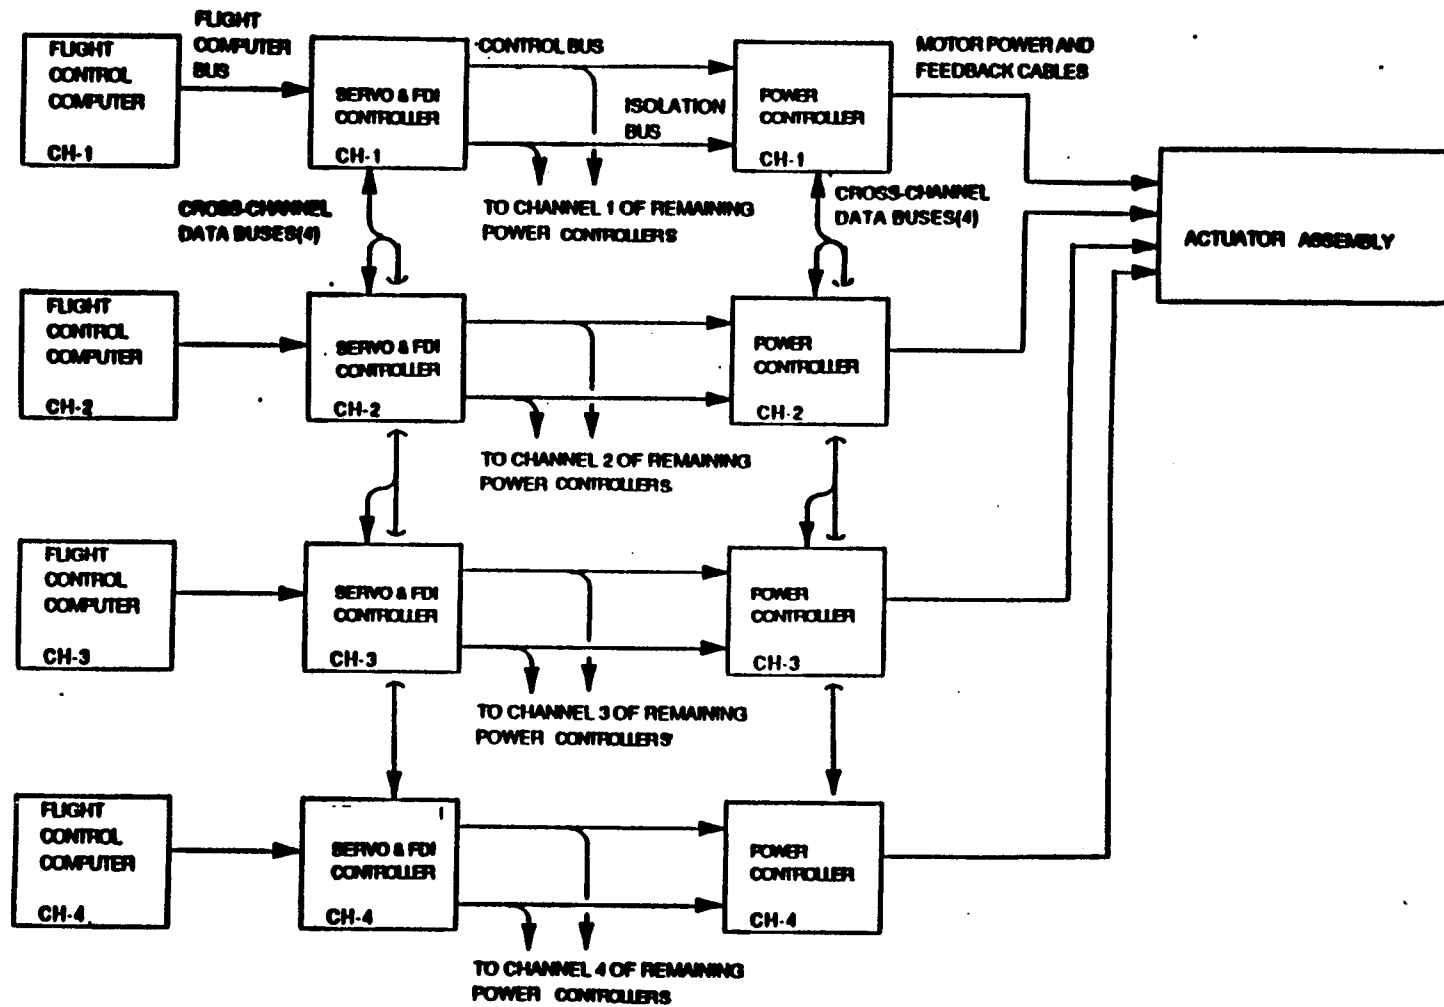 FLIGHT
CONTROL
COMPUTER
CH-1
FLIGHT
COMPUTER
BUS
SERVO & FDI
CONTROLLER
CH-1
CONTROL BUS
ISOLATION
BUS
POWER
CONTROLLER
CH-1
MOTOR POWER AND
FEEDBACK CABLES
CROSS-CHANNEL
DATA BUSES(4)
TO CHANNEL 1 OF REMAINING
POWER CONTROLLERS
CROSS-CHANNEL
DATA BUSES(4)
ACTUATOR ASSEMBLY
FLIGHT
CONTROL
COMPUTER
CH-2
SERVO & FDI
CONTROLLER
CH-2
POWER
CONTROLLER
CH-2
TO CHANNEL 2 OF REMAINING
POWER CONTROLLERS
FLIGHT
CONTROL
COMPUTER
CH-3
SERVO & FDI
CONTROLLER
CH-3
POWER
CONTROLLER
CH-3
TO CHANNEL 3 OF REMAINING
POWER CONTROLLERS
FLIGHT
CONTROL
COMPUTER
CH-4
SERVO & FDI
CONTROLLER
CH-4
POWER
CONTROLLER
CH-4
TO CHANNEL 4 OF REMAINING
POWER CONTROLLERS